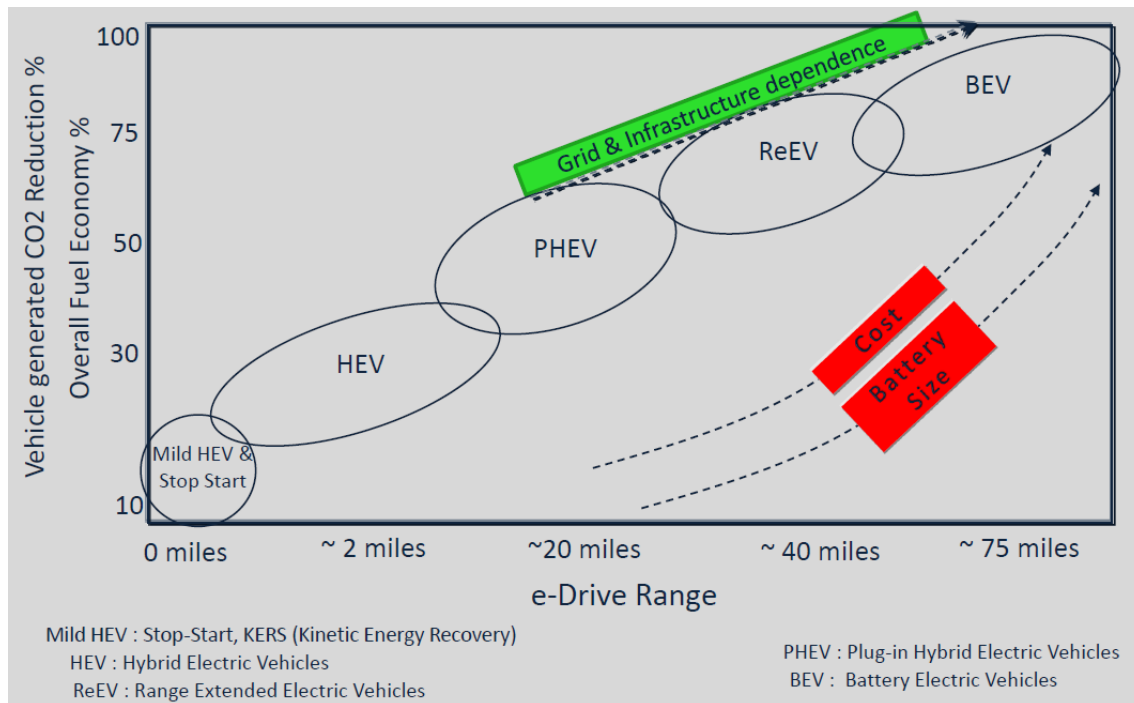 Vehicle generated CO2 Reduction %
Overall Fuel Economy %
100
75
50
30
10
Grid & Infrastructure dependence
BEV
ReEV
PHEV
HEV
Mild HEV &
Stop Start
Cost
Battery
Size
0 miles
~ 2 miles
~20 miles
~ 40 miles
~ 75 miles
e-Drive Range
Mild HEV : Stop-Start, KERS (Kinetic Energy Recovery)
HEV : Hybrid Electric Vehicles
ReEV : Range Extended Electric Vehicles
PHEV : Plug-in Hybrid Electric Vehicles
BEV : Battery Electric Vehicles